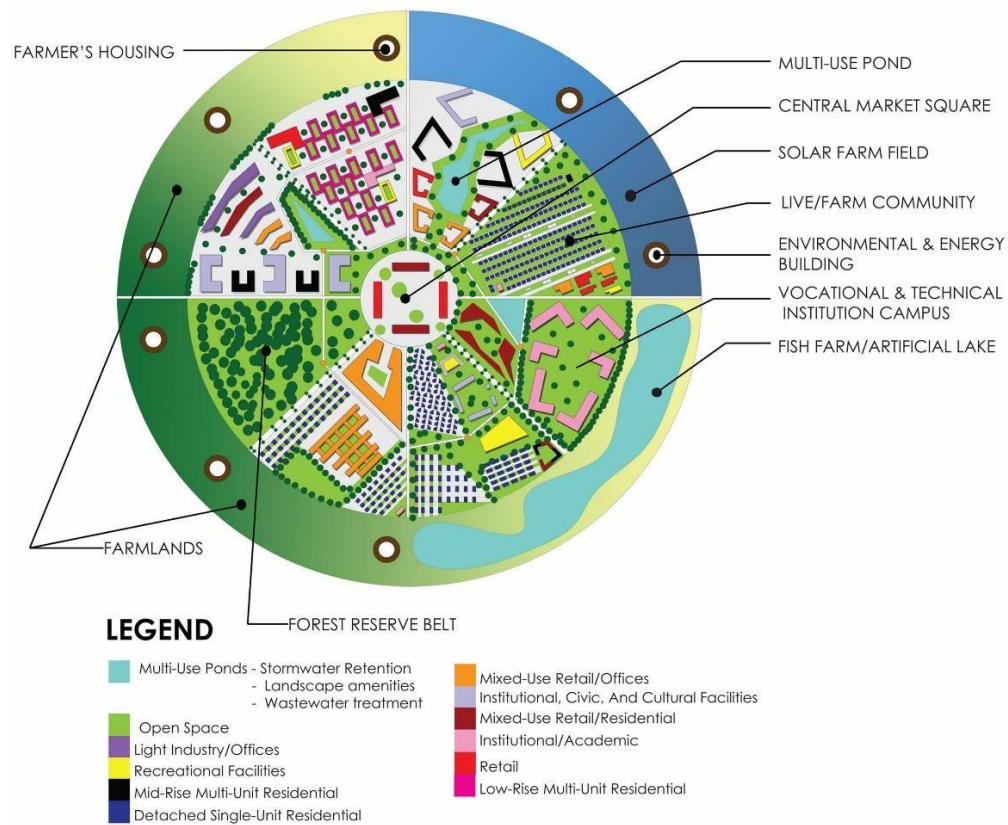 FARMER'S HOUSING
MULTI-USE POND
CENTRAL MARKET SQUARE
SOLAR FARM FIELD
LIVE/FARM COMMUNITY
ENVIRONMENTAL & ENERGY
BUILDING
VOCATIONAL & TECHNICAL
INSTITUTION CAMPUS
FISH FARM/ARTIFICIAL LAKE
FARMLANDS
FOREST RESERVE BELT
LEGEND
Multi-Use Ponds - Stormwater Retention
- Landscape amenities
- Wastewater treatment
Open Space
Light Industry/Offices
Recreational Facilities
Mid-Rise Multi-Unit Residential
Detached Single-Unit Residential
Mixed-Use Retail/Offices
Institutional, Civic, And Cultural Facilities
Mixed-Use Retail/Residential
Institutional/Academic
Retail
Low-Rise Multi-Unit Residential